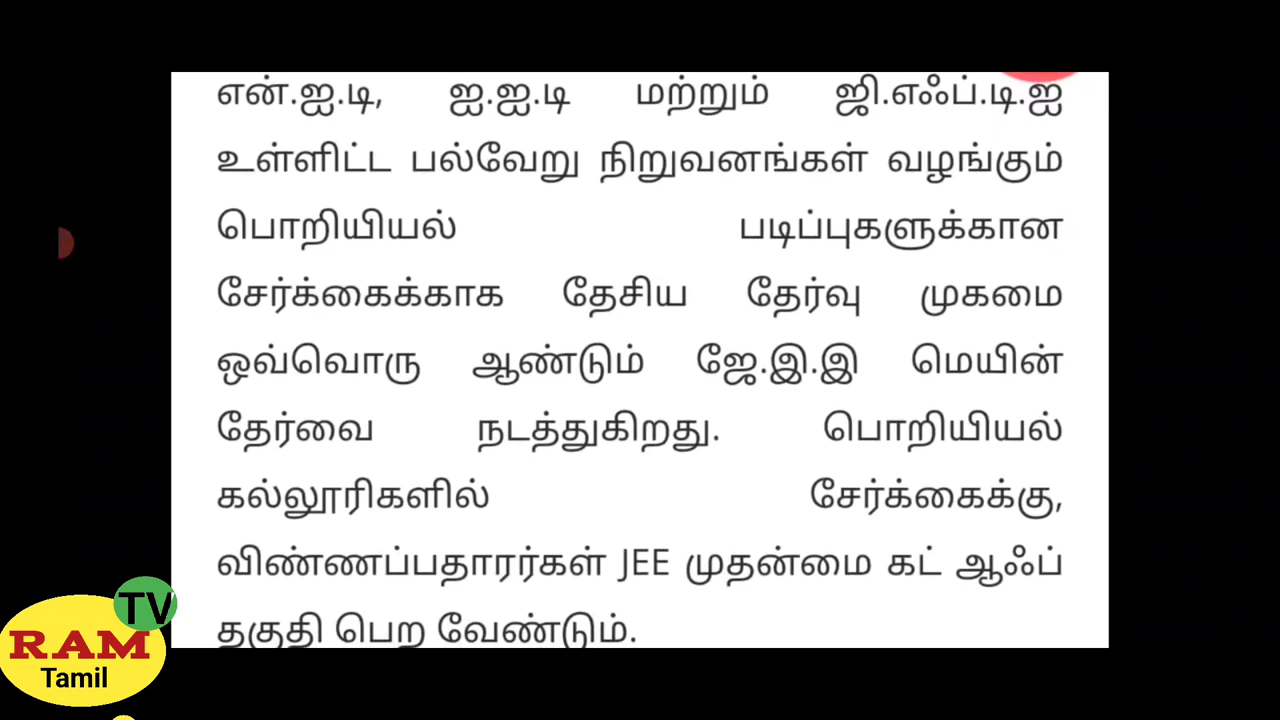 என்.ஐ.டி, ஐ.ஐ.டி மற்றும் ஜி.எஃப்.டி.ஐ
உள்ளிட்ட பல்வேறு நிறுவனங்கள் வழங்கும்
பொறியியல் படிப்புகளுக்கான
சேர்க்கைக்காக தேசிய தேர்வு முகமை
ஒவ்வொரு ஆண்டும் ஜே.இ.இ மெயின்
தேர்வை நடத்துகிறது. பொறியியல்
கல்லூரிகளில் சேர்க்கைக்கு,
விண்ணப்பதாரர்கள் JEE முதன்மை கட் ஆஃப்
தகுதி பெற வேண்டும்.
TV
RAM
Tamil